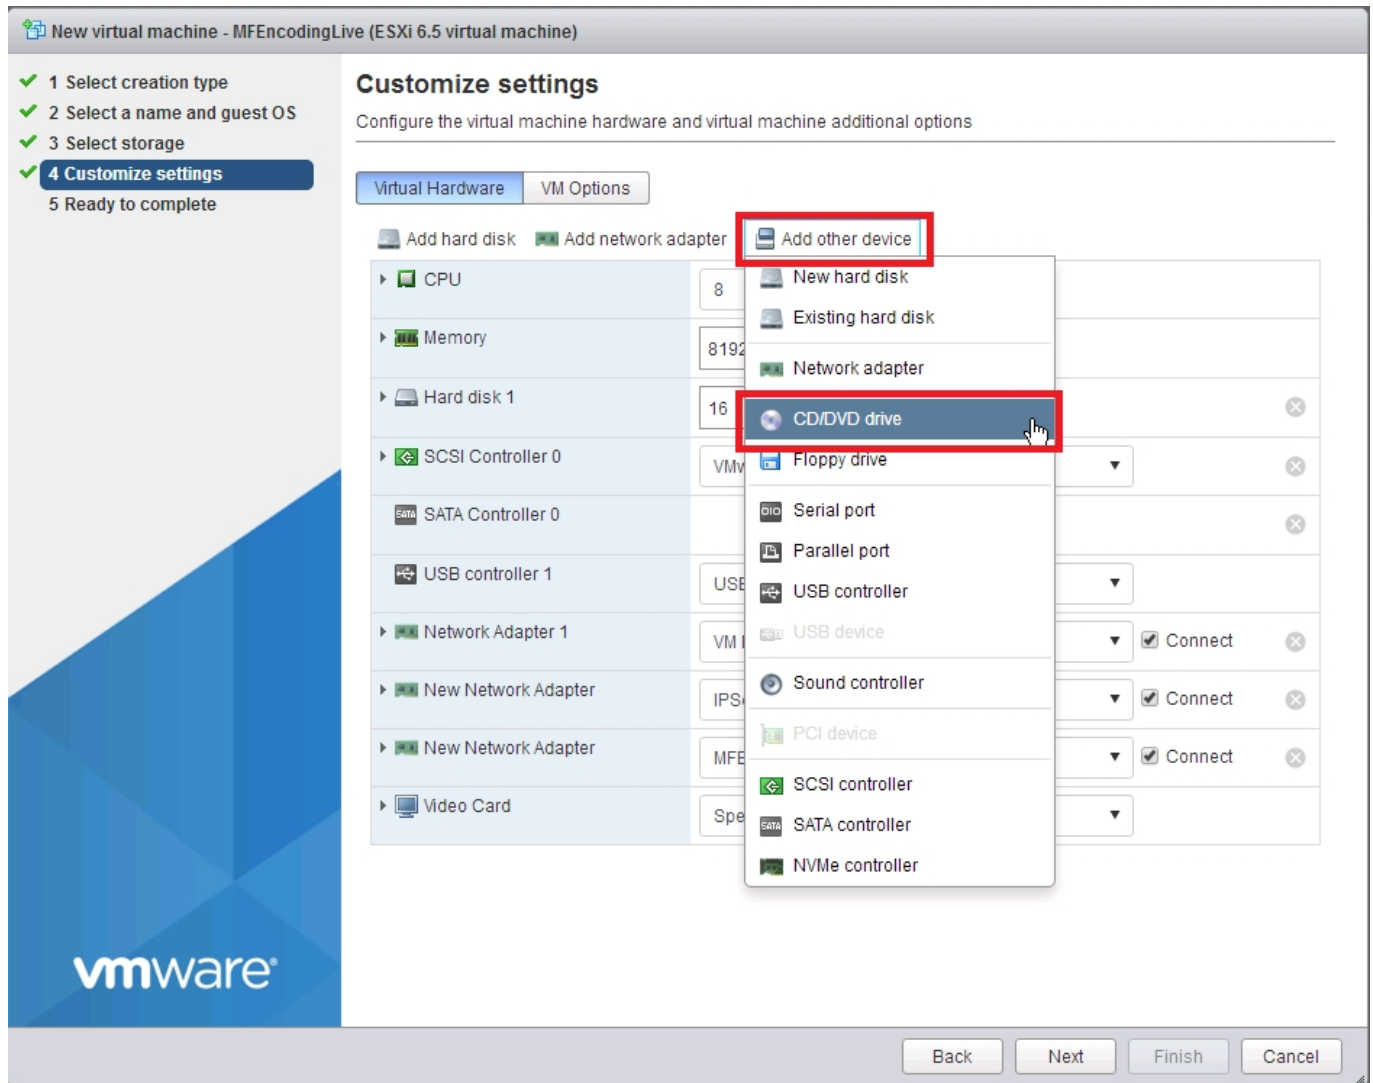 New virtual machine - MFEncodingLive (ESXi 6.5 virtual machine)
1 Select creation type
2 Select a name and guest OS
3 Select storage
4 Customize settings
5 Ready to complete
Customize settings
Configure the virtual machine hardware and virtual machine additional options
Virtual Hardware VM Options
Add hard disk Add network adapter Add other device
CPU 8
Memory 8192
Hard disk 1 16
SCSI Controller 0
SATA SATA Controller 0
USB controller 1 USB
Network Adapter 1 VM Connect
New Network Adapter Connect
New Network Adapter Connect
Video Card
New hard disk
Existing hard disk
Network adapter
CD/DVD drive
Floppy drive
Serial port
Parallel port
USB controller
USB device
Sound controller
PCI device
SCSI controller
SATA SATA controller
NVMe controller
vmware®
Back Next Finish Cancel